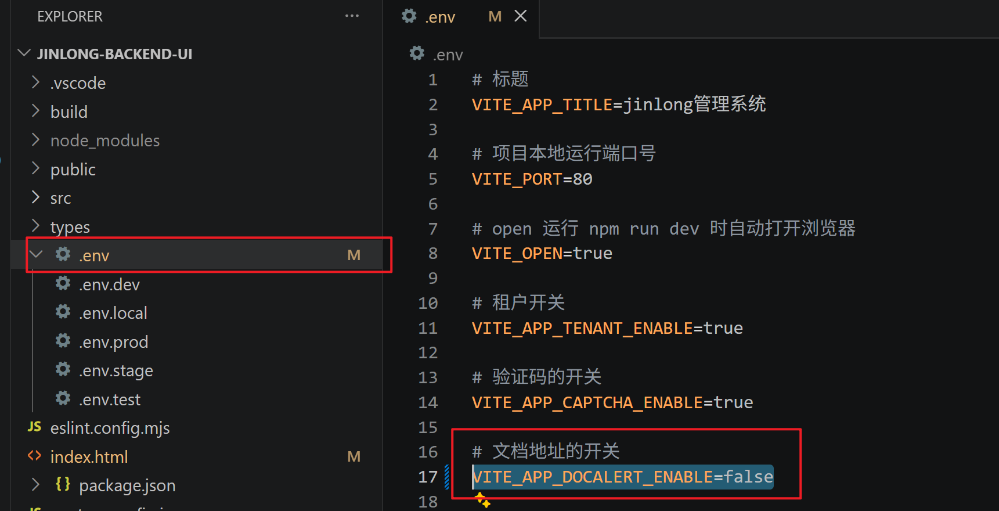 EXPLORER
JINLONG-BACKEND-UI
.vscode
build
node_modules
public
src
types
.env M
.env.dev
.env.local
.env.prod
.env.stage
.env.test
JS eslint.config.mjs
index.html M
package.json
.env M
.env
1 # 标题
2 VITE_APP_TITLE=jinlong管理系统
3
4 # 项目本地运行端口号
5 VITE_PORT=80
6
7 # open 运行 npm run dev 时自动打开浏览器
8 VITE_OPEN=true
9
10 # 租户开关
11 VITE_APP_TENANT_ENABLE=true
12
13 # 验证码的开关
14 VITE_APP_CAPTCHA_ENABLE=true
15
16 # 文档地址的开关
17 VITE_APP_DOCALERT_ENABLE=false
18